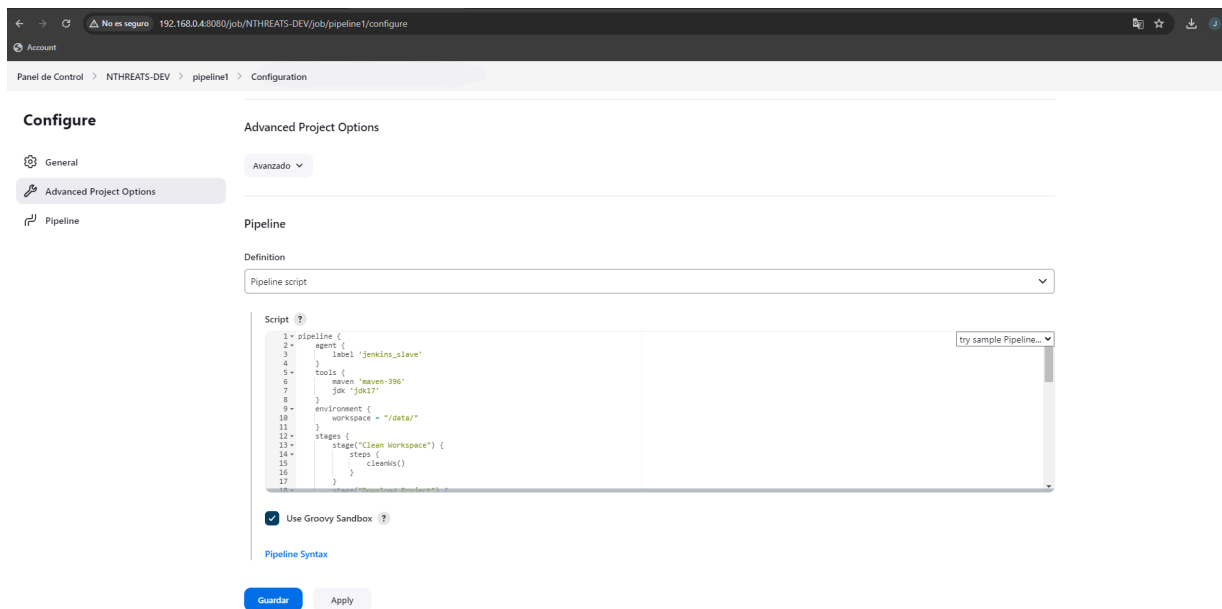 No es seguro 192.168.0.4:8080/job/NTHREATS-DEV/job/pipeline1/configure
J
Account
Panel de Control > NTHREATS-DEV > pipeline1 > Configuration
Configure
General
Advanced Project Options
Pipeline
Advanced Project Options
Avanzado
Pipeline
Definition
Pipeline script
Script ?
try sample Pipeline...
1 pipeline {
2 agent {
3 label 'jenkins_slave'
4 }
5 tools {
6 maven 'maven-396'
7 jdk 'jdk17'
8 }
9 environment {
10 workspace = "/data/"
11 }
12 stages {
13 stage("Clean Workspace") {
14 steps {
15 cleanWs()
16 }
17 }
18 stage("Download Project") {
Use Groovy Sandbox ?
Pipeline Syntax
Guardar Apply